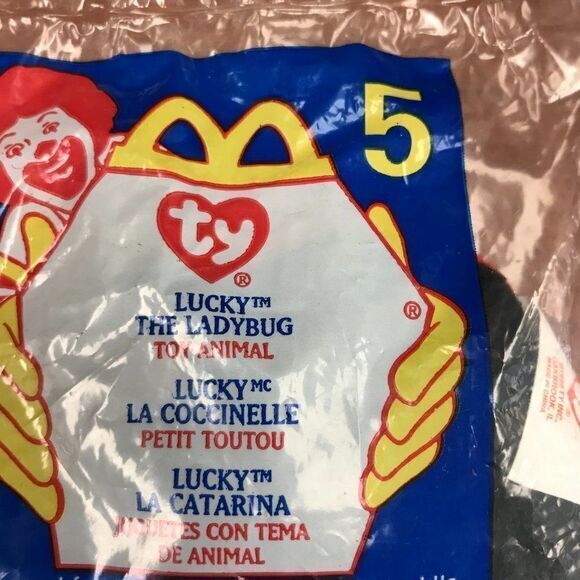 5
ty
®
LUCKY™
THE LADYBUG
TOY ANIMAL
®
LUCKY MC
LA COCCINELLE
PETIT TOUTOU
LUCKY™
LA CATARINA
JUGUETES CON TEMA
DE ANIMAL